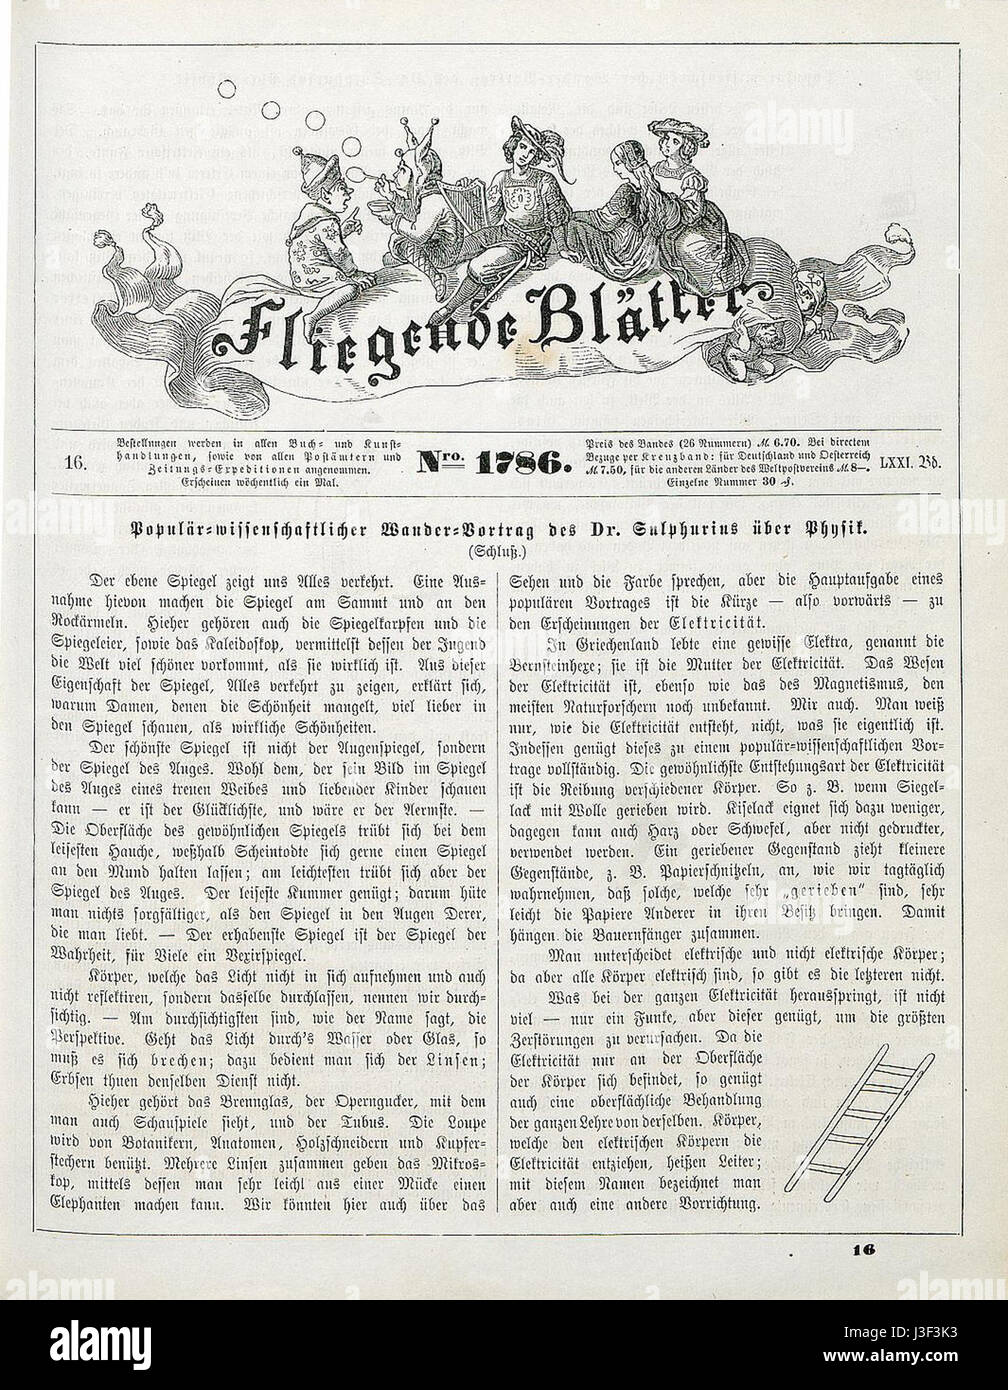 Fliegende Blätter
16.
Bestellungen werden in allen Buch- und Kunst-
handlungen, sowie von allen Postämtern und
Zeitungs-Expeditionen angenommen.
Erscheinen wöchentlich ein Mal.
Nro. 1786.
Preis des Bandes (26 Nummern) M. 6.70. Bei direktem
Bezuge per Kreuzband: für Deutschland und Oesterreich
M. 7.50, für die anderen Länder des Weltpostvereins M. 8—.
Einzelne Nummer 30 ₰.
LXXI. Bd.
Populär-wissenschaftlicher Wander-Vortrag des Dr. Sulphurius über Physik.
(Schluß.)
Der ebene Spiegel zeigt uns Alles verkehrt. Eine Aus-
nahme hievon machen die Spiegel am Sammt und an den
Rockärmeln. Hieher gehören auch die Spiegelkarpfen und die
Spiegeleier, sowie das Kaleidoskop, vermittelst dessen der Jugend
die Welt viel schöner vorkommt, als sie wirklich ist. Aus dieser
Eigenschaft der Spiegel, Alles verkehrt zu zeigen, erklärt sich,
warum Damen, denen die Schönheit mangelt, viel lieber in
den Spiegel schauen, als wirkliche Schönheiten.
Der schönste Spiegel ist nicht der Augenspiegel, sondern
der Spiegel des Auges. Wohl dem, der sein Bild im Spiegel
des Auges eines treuen Weibes und liebender Kinder schauen
kann — er ist der Glücklichste, und wäre er der Aermste. —
Die Oberfläche des gewöhnlichen Spiegels trübt sich bei dem
leisesten Hauche, weßhalb Scheintodte sich gerne einen Spiegel
an den Mund halten lassen; am leichtesten trübt sich aber der
Spiegel des Auges. Der leiseste Kummer genügt; darum hüte
man nichts sorgfältiger, als den Spiegel in den Augen Derer,
die man liebt. — Der erhabenste Spiegel ist der Spiegel der
Wahrheit, für Viele ein Vexirspiegel.
Körper, welche das Licht nicht in sich aufnehmen und auch
nicht reflektiren, sondern dasselbe durchlassen, nennen wir durch-
sichtig. — Am durchsichtigsten sind, wie der Name sagt, die
Perspektive. Geht das Licht durch's Wasser oder Glas, so
muß es sich brechen; dazu bedient man sich der Linsen;
Erbsen thuen denselben Dienst nicht.
Hieher gehört das Brennglas, der Operngucker, mit dem
man auch Schauspiele sieht, und der Tubus. Die Loupe
wird von Botanikern, Anatomen, Holzschneidern und Kupfer-
stechern benützt. Mehrere Linsen zusammen geben das Mikros-
kop, mittels dessen man sehr leicht aus einer Mücke einen
Elephanten machen kann. Wir könnten hier auch über das
Sehen und die Farbe sprechen, aber die Hauptaufgabe eines
populären Vortrages ist die Kürze — also vorwärts — zu
den Erscheinungen der Elektricität.
In Griechenland lebte eine gewisse Elektra, genannt die
Bernsteinhexe; sie ist die Mutter der Elektricität. Das Wesen
der Elektricität ist, ebenso wie das des Magnetismus, den
meisten Naturforschern noch unbekannt. Mir auch. Man weiß
nur, wie die Elektricität entsteht, nicht, was sie eigentlich ist.
Indessen genügt dieses zu einem populär-wissenschaftlichen Vor-
trage vollständig. Die gewöhnlichste Entstehungsart der Elektricität
ist die Reibung verschiedener Körper. So z. B. wenn Siegel-
lack mit Wolle gerieben wird. Kiselack eignet sich dazu weniger,
dagegen kann auch Harz oder Schwefel, aber nicht gedruckter,
verwendet werden. Ein geriebener Gegenstand zieht kleinere
Gegenstände, z. B. Papierschnitzeln, an, wie wir tagtäglich
wahrnehmen, daß solche, welche sehr „gerieben“ sind, sehr
leicht die Papiere Anderer in ihren Besitz bringen. Damit
hängen die Bauernfänger zusammen.
Man unterscheidet elektrische und nicht elektrische Körper;
da aber alle Körper elektrisch sind, so gibt es die letzteren nicht.
Was bei der ganzen Elektricität herausspringt, ist nicht
viel — nur ein Funke, aber dieser genügt, um die größten
Zerstörungen zu verursachen. Da die
Elektricität nur an der Oberfläche
der Körper sich befindet, so genügt
auch eine oberflächliche Behandlung
der ganzen Lehre von derselben. Körper,
welche den elektrischen Körpern die
Elektricität entziehen, heißen Leiter;
mit diesem Namen bezeichnet man
aber auch eine andere Vorrichtung.
16
alamy stock photo
J3F3K3
www.alamy.com